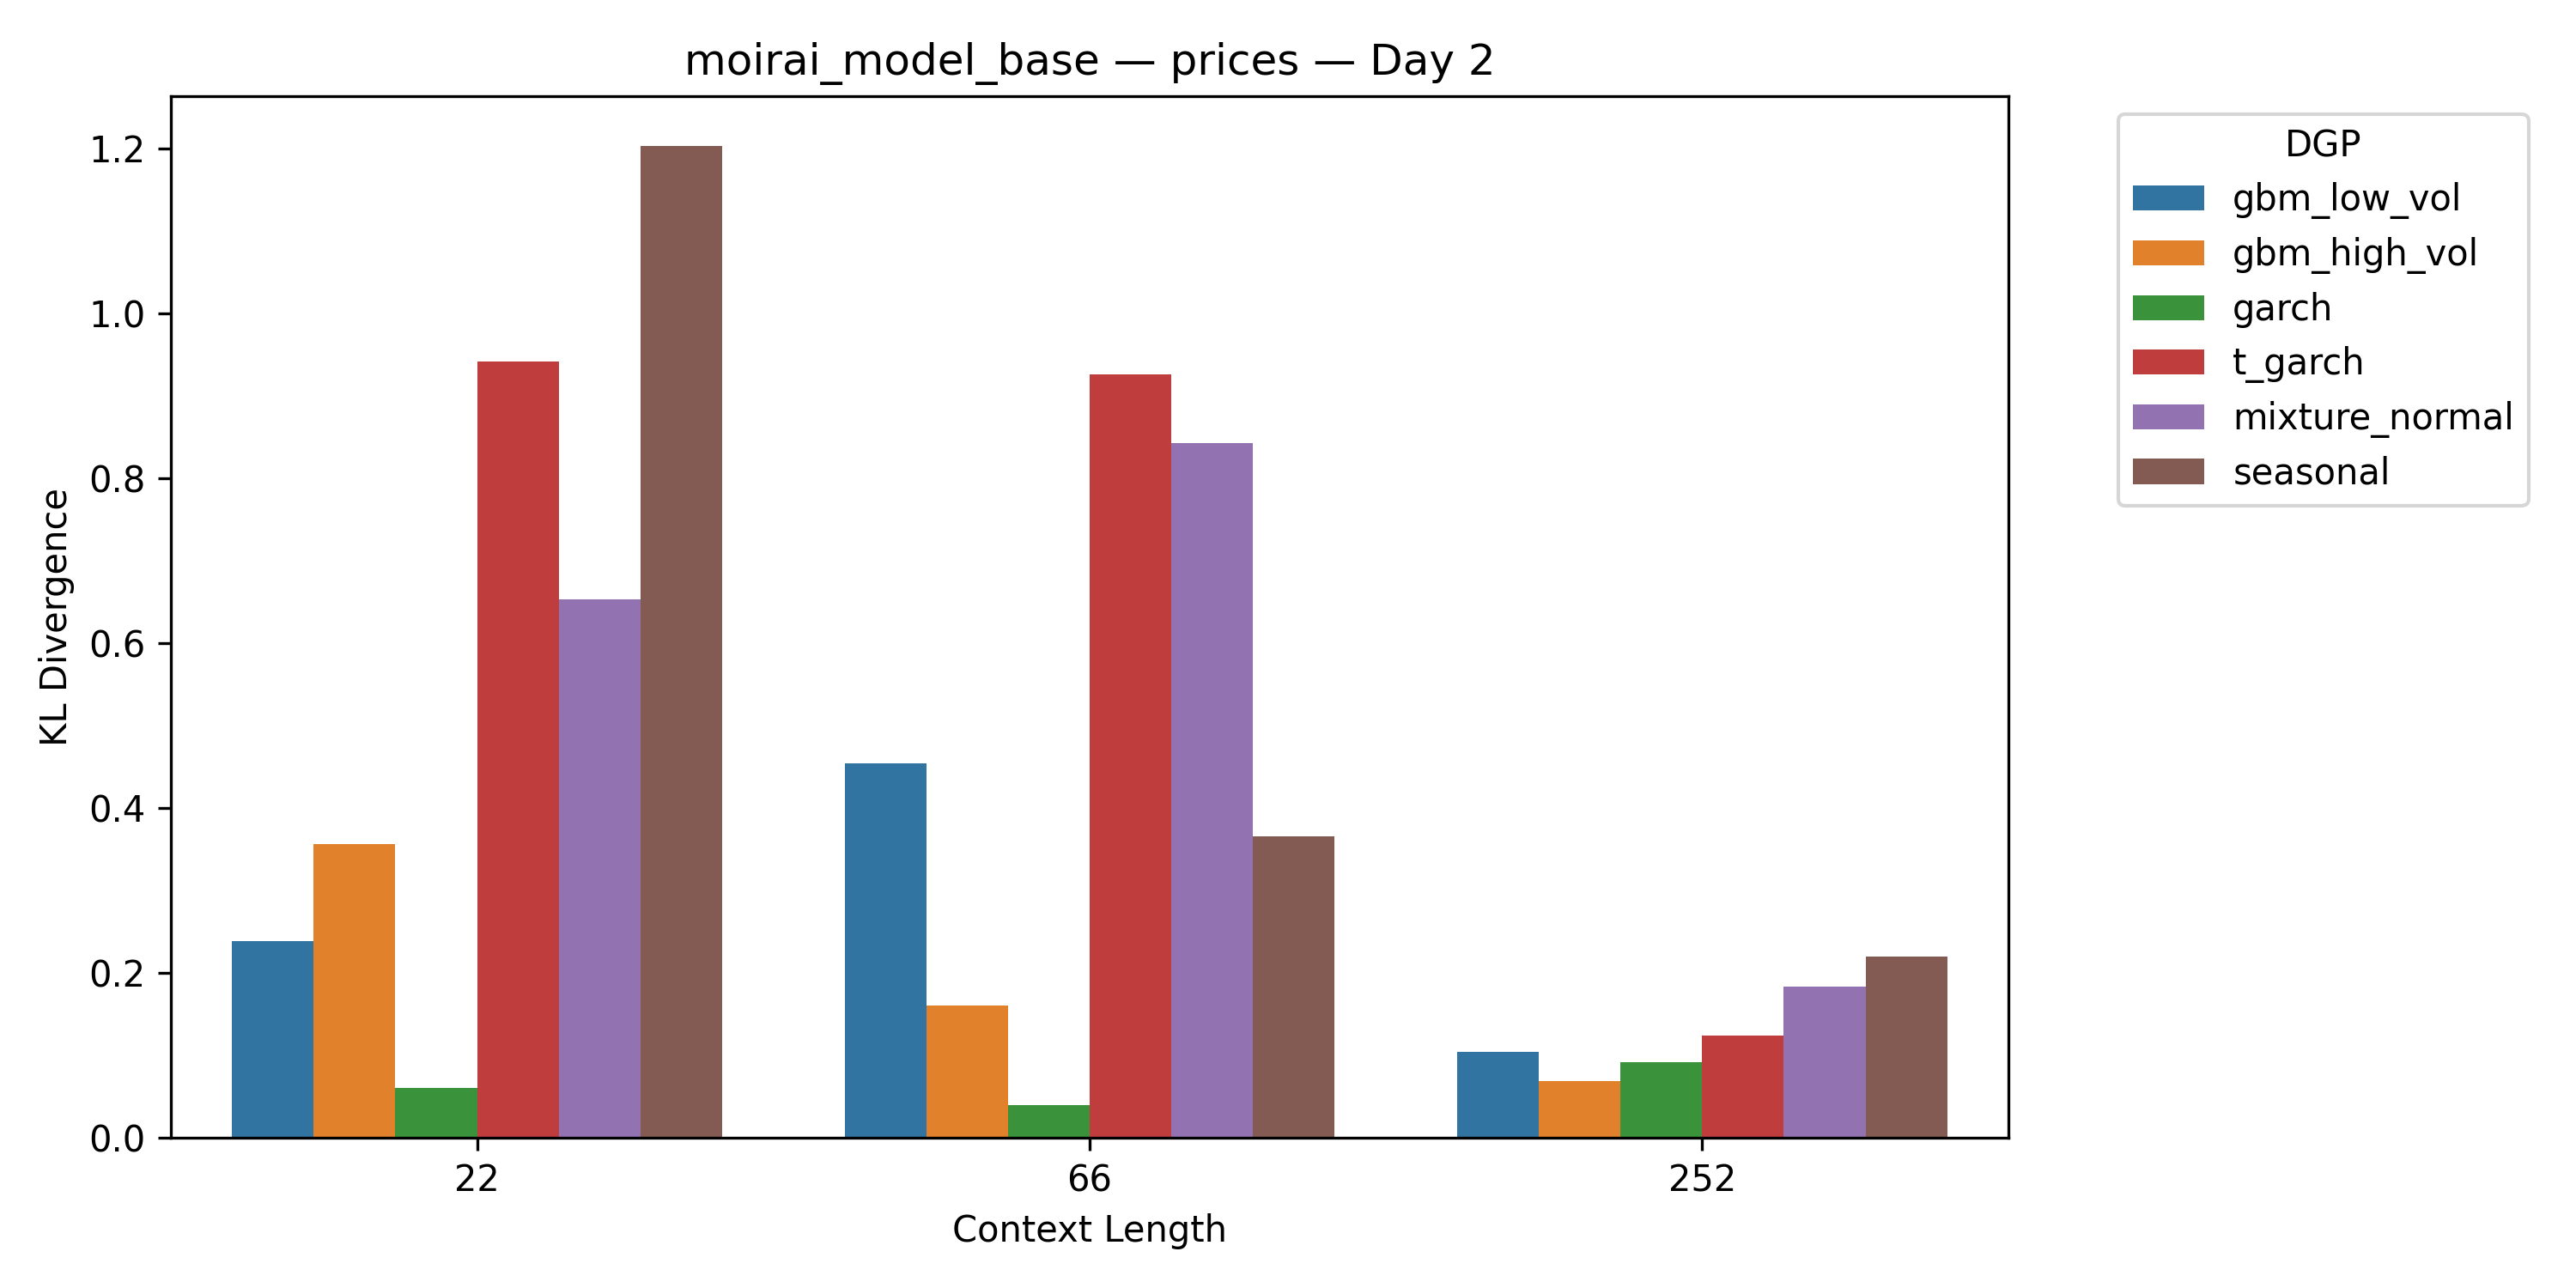 moirai_model_base — prices — Day 2
KL Divergence
1.2
1.0
0.8
0.6
0.4
0.2
0.0
22
66
252
Context Length
DGP
gbm_low_vol
gbm_high_vol
garch
t_garch
mixture_normal
seasonal